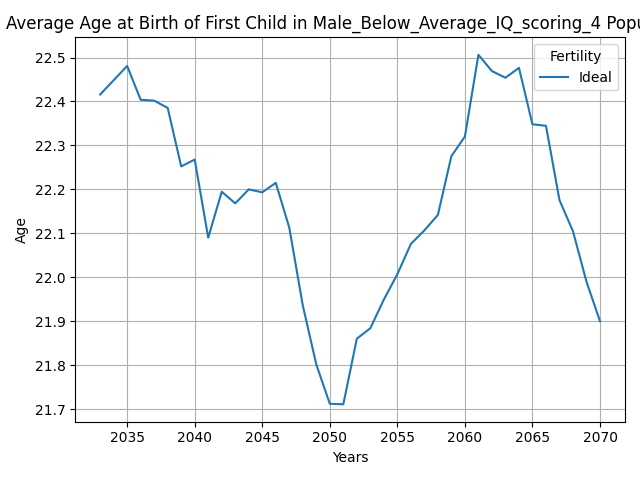 Average Age at Birth of First Child in Male_Below_Average_IQ_scoring_4 Popu
Fertility
Ideal
22.5
22.4
22.3
22.2
22.1
22.0
21.9
21.8
21.7
Age
2035 2040 2045 2050 2055 2060 2065 2070
Years